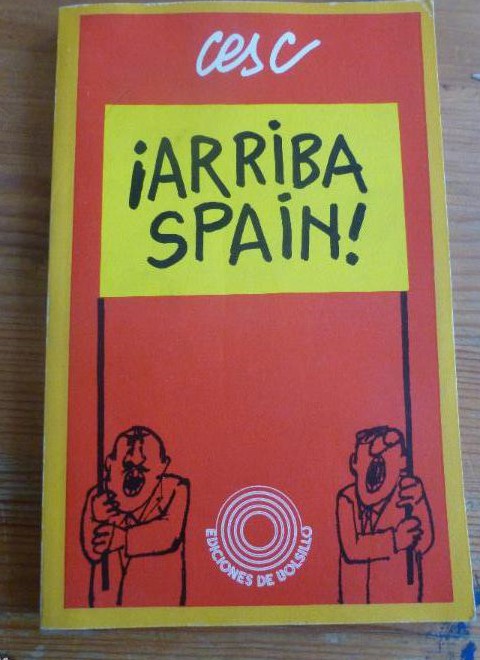 cesc
¡ARRiBA
SPAiN!
EDICIONES DE BOLSILLO